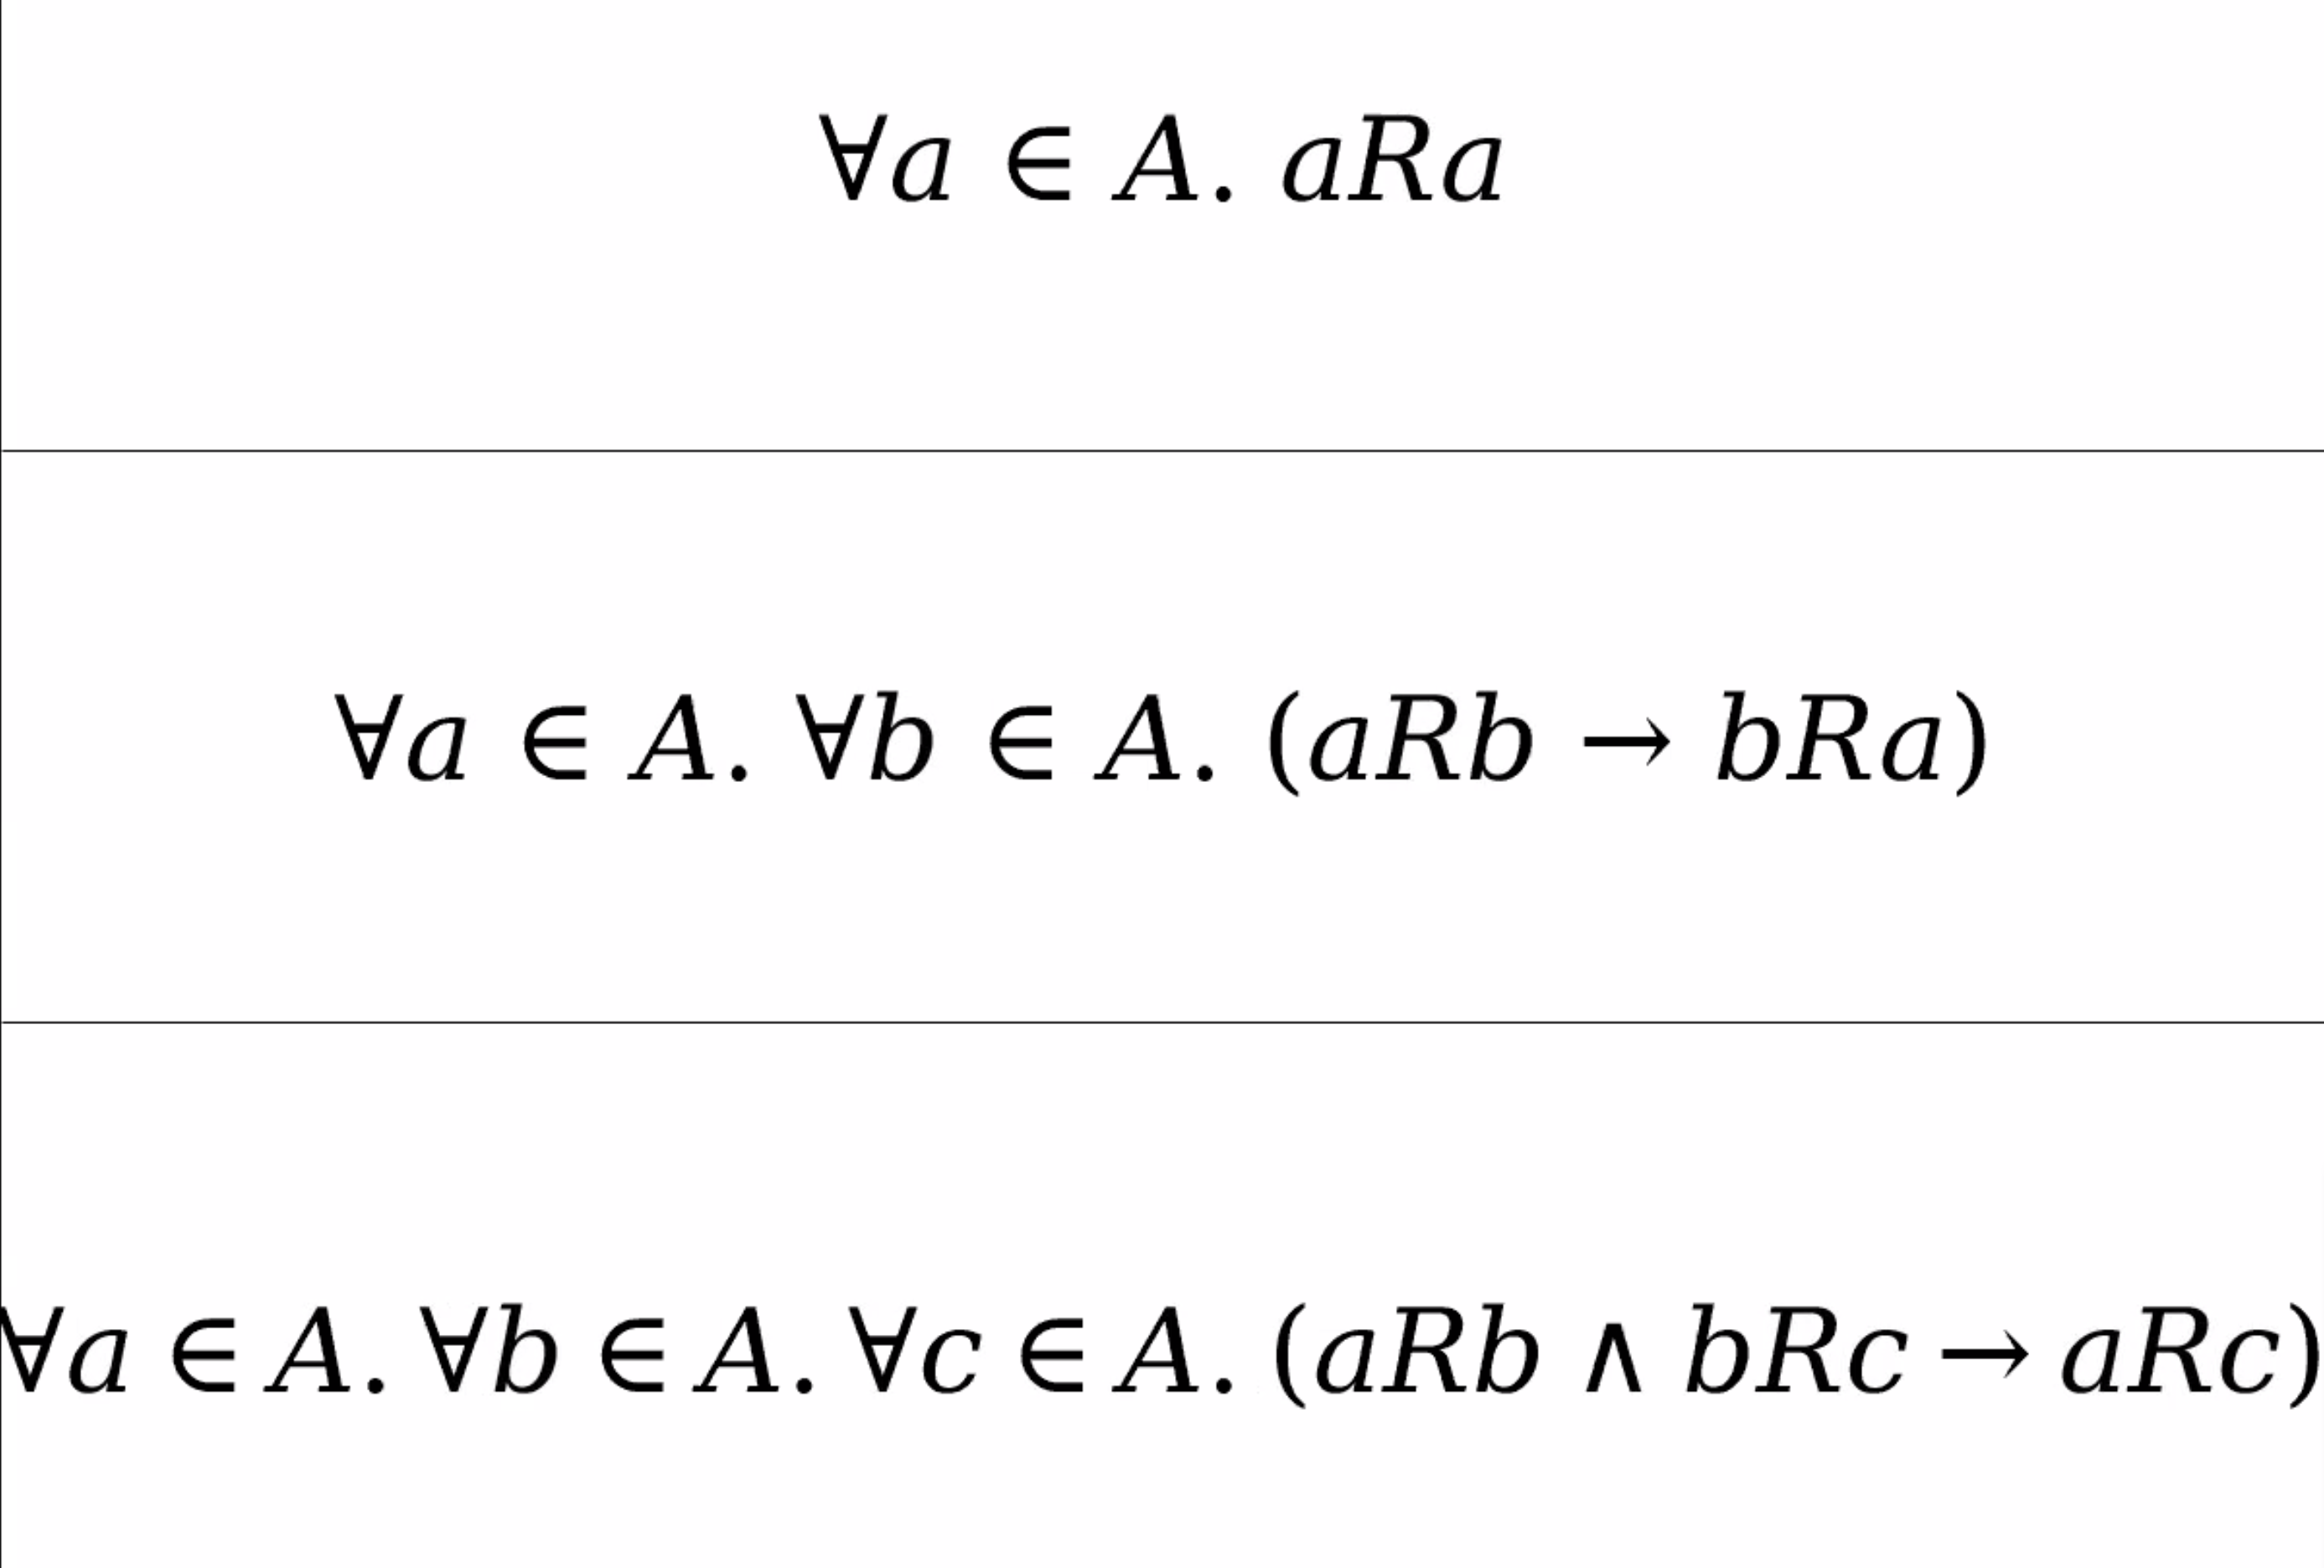 ∀a ∈ A. aRa
∀a ∈ A. ∀b ∈ A. (aRb → bRa)
∀a ∈ A. ∀b ∈ A. ∀c ∈ A. (aRb ∧ bRc → aRc)